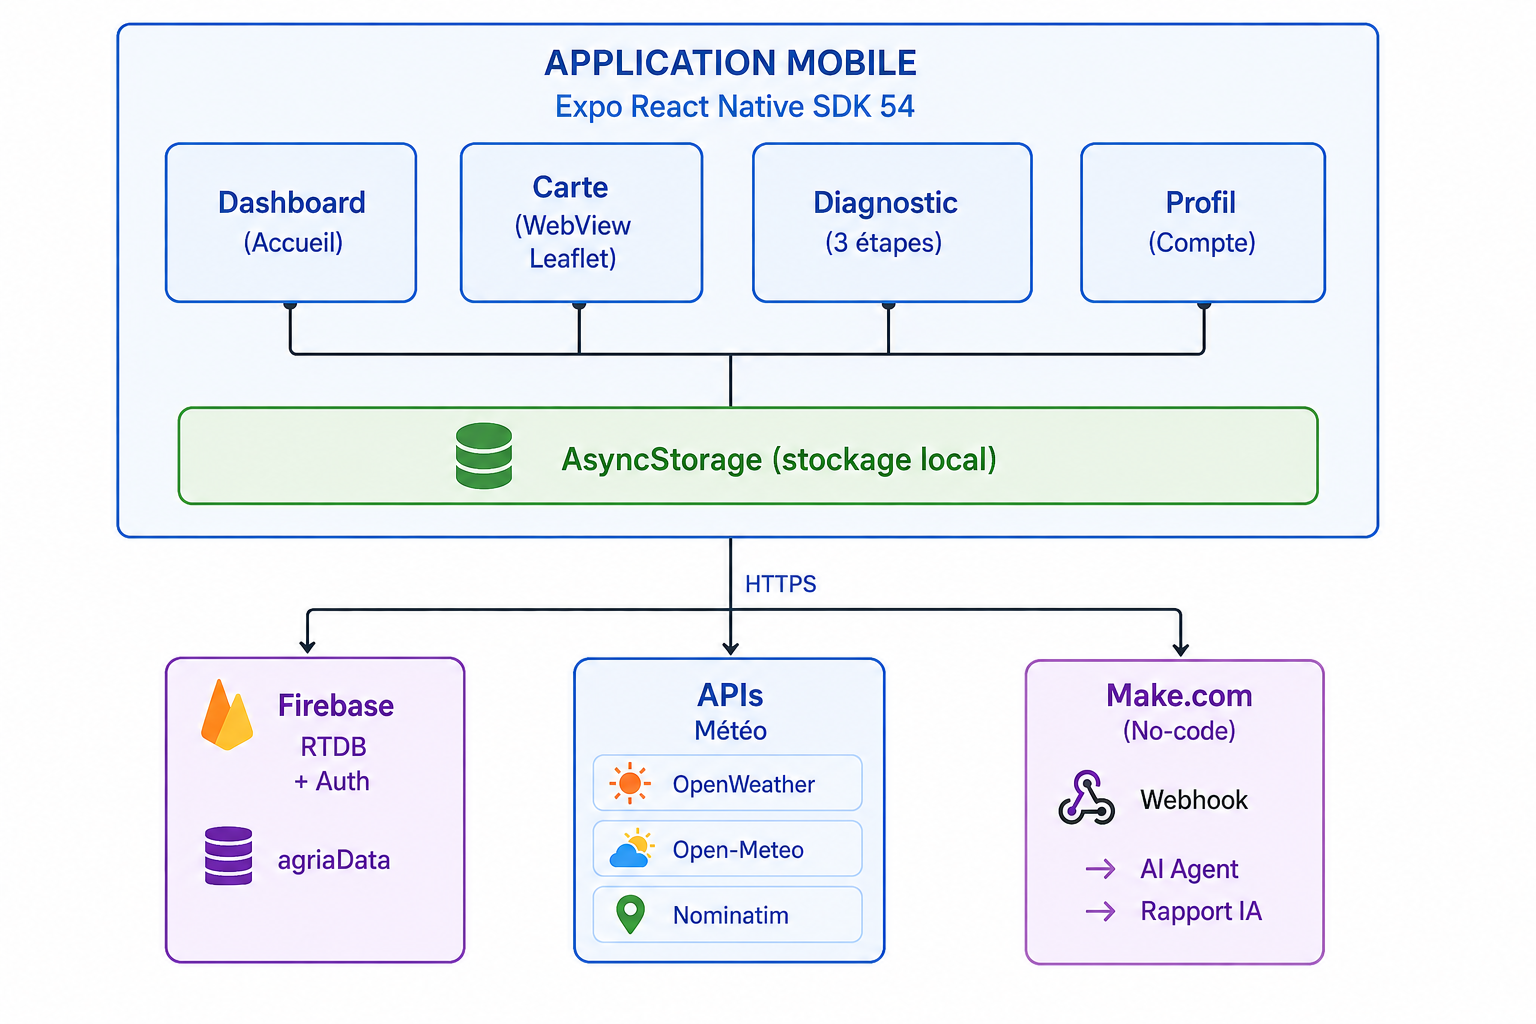 APPLICATION MOBILE
Expo React Native SDK 54
Dashboard
(Accueil)
Carte
(WebView
Leaflet)
Diagnostic
(3 étapes)
Profil
(Compte)
AsyncStorage (stockage local)
HTTPS
Firebase
RTDB
+ Auth
agriaData
APIs
Météo
OpenWeather
Open-Meteo
Nominatim
Make.com
(No-code)
Webhook
→ AI Agent
→ Rapport IA